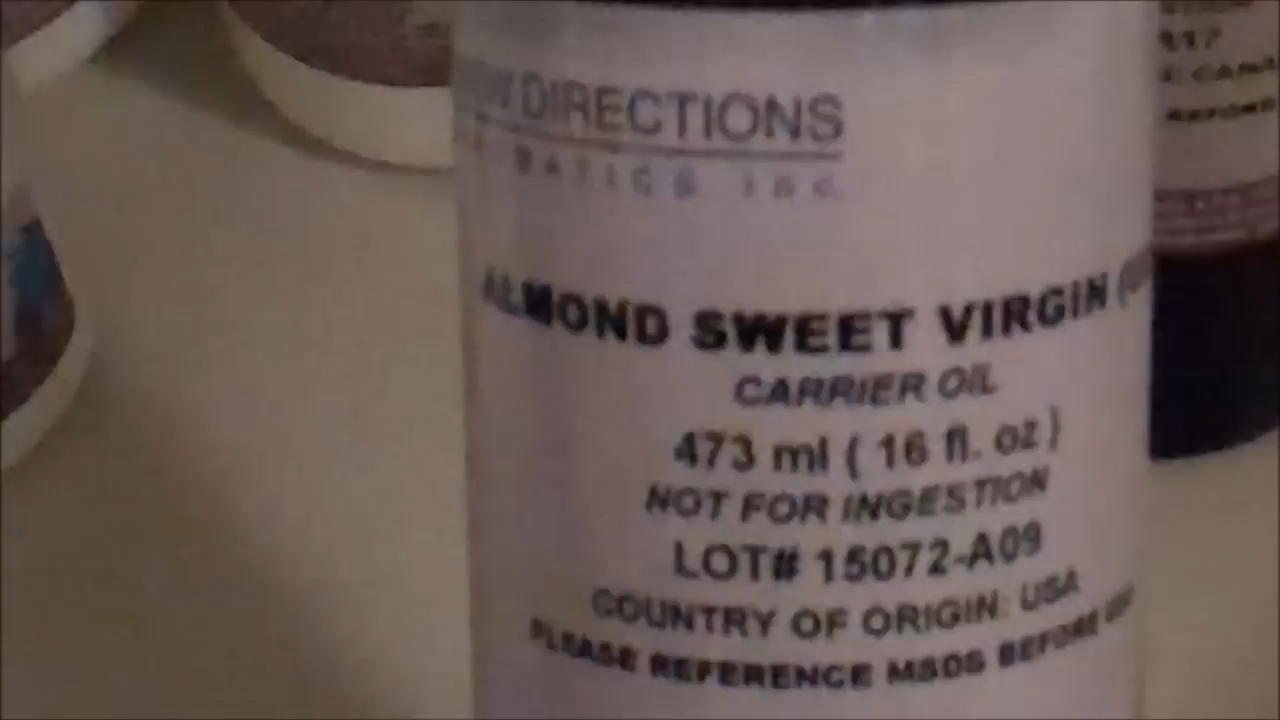 DIRECTIONS
ALMOND SWEET VIRGIN
CARRIER OIL
473 ml ( 16 fl. oz )
NOT FOR INGESTION
LOT# 15072-A09
COUNTRY OF ORIGIN: USA
PLEASE REFERENCE MSDS BEFORE